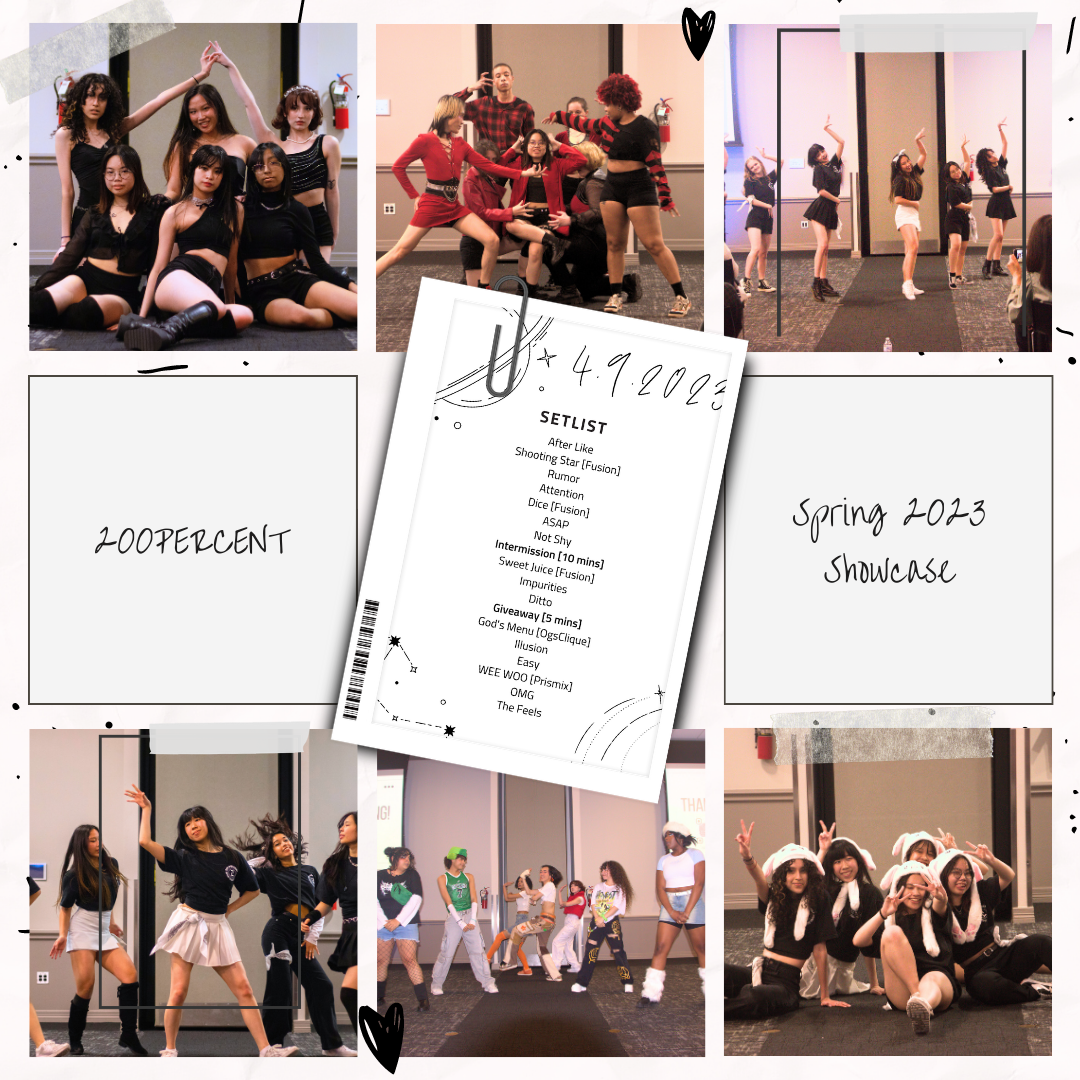 4.9.2023
SETLIST
After Like
Shooting Star [Fusion]
Rumor
Attention
Dice [Fusion]
ASAP
Not Shy
Intermission [10 mins]
Sweet Juice [Fusion]
Impurities
Ditto
Giveaway [5 mins]
God's Menu [OgsClique]
Illusion
Easy
WEE WOO [Prismix]
OMG
The Feels
200PERCENT
Spring 2023
Showcase